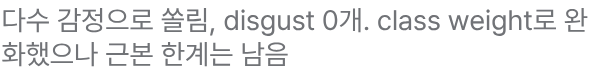 다수 감정으로 쏠림, disgust 0개. class weight로 완
화했으나 근본 한계는 남음